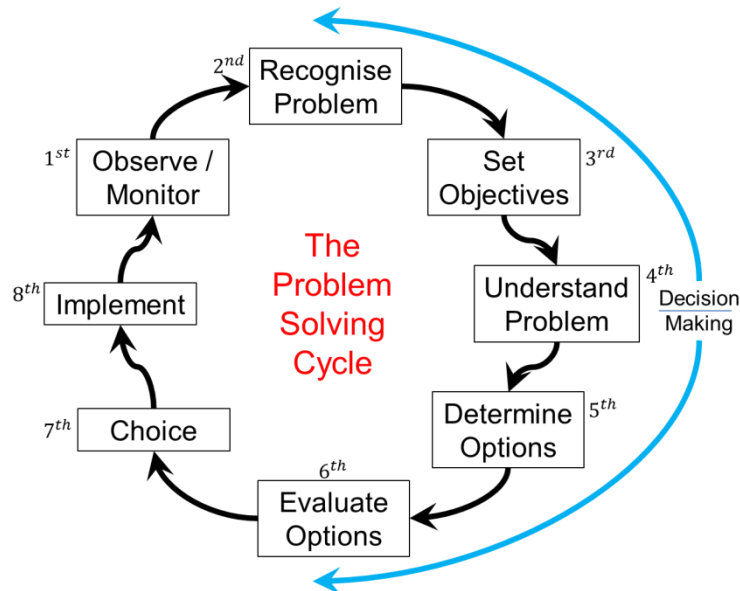 2nd
Recognise
Problem
1st
Observe /
Monitor
Set
Objectives
3rd
The
Problem
Solving
Cycle
8th
Implement
Understand
Problem
4th
Decision
Making
7th
Choice
Determine
Options
5th
6th
Evaluate
Options